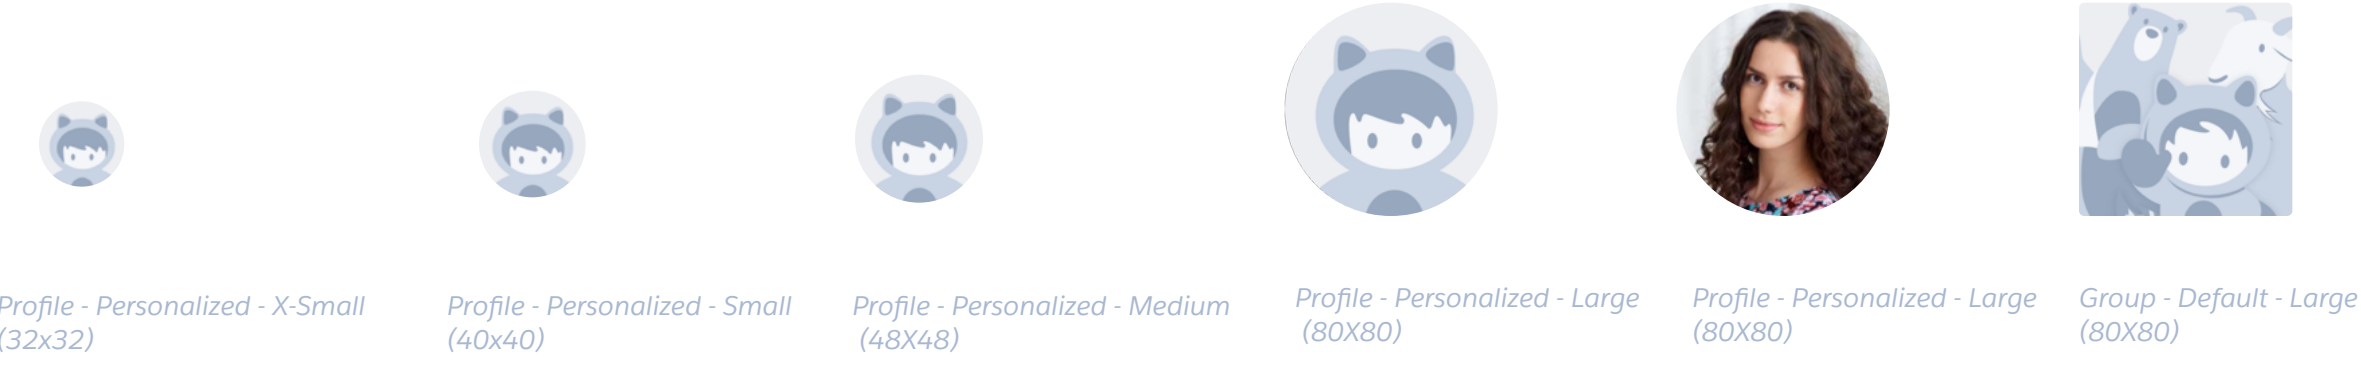 Profile - Personalized - X-Small
(32x32)
Profile - Personalized - Small
(40x40)
Profile - Personalized - Medium
(48X48)
Profile - Personalized - Large
(80X80)
Profile - Personalized - Large
(80X80)
Group - Default - Large
(80X80)